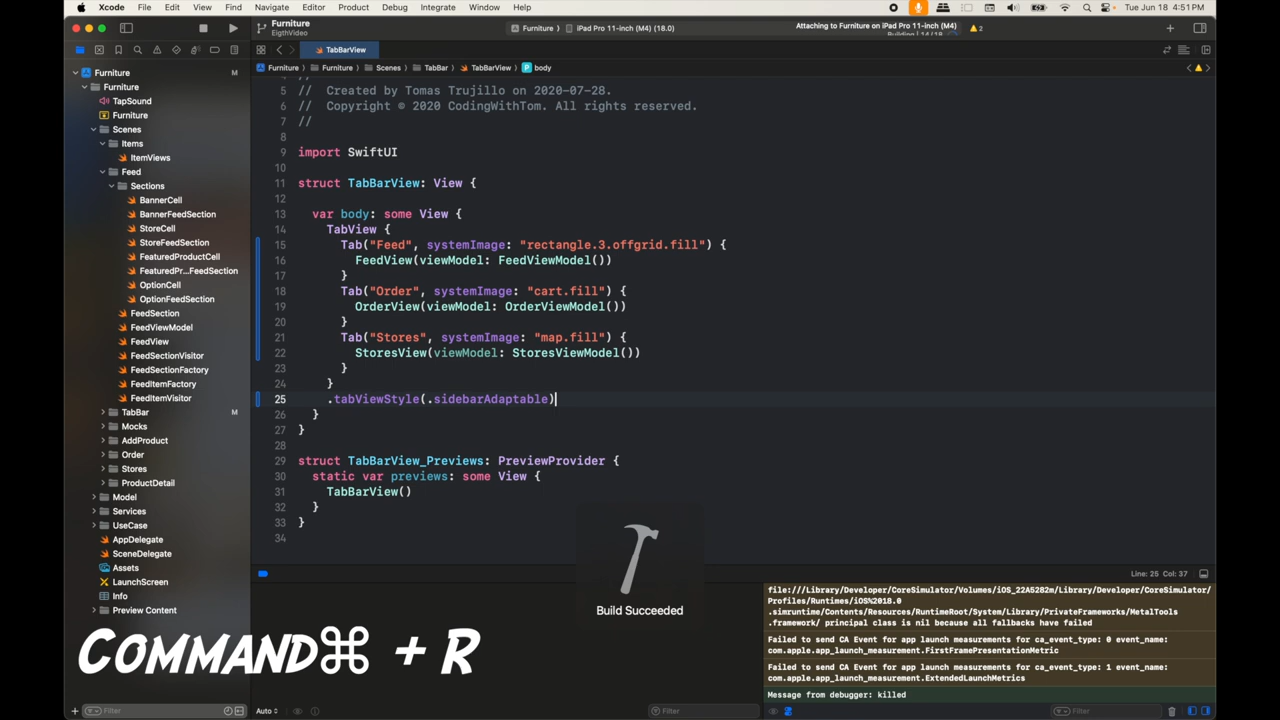 Xcode File Edit View Find Navigate Editor Product Debug Integrate Window Help Tue Jun 18 4:51 PM
Furniture
EigthVideo
Furniture iPad Pro 11-inch (M4) (18.0)
Attaching to Furniture on iPad Pro 11-inch (M4)
2
TabBarView
Furniture Furniture Scenes TabBar TabBarView P body
Furniture M
Furniture
TapSound
Furniture
Scenes
Items
ItemViews
Feed
Sections
BannerCell
BannerFeedSection
StoreCell
StoreFeedSection
FeaturedProductCell
FeaturedPr...FeedSection
OptionCell
OptionFeedSection
FeedSection
FeedViewModel
FeedView
FeedSectionVisitor
FeedSectionFactory
FeedItemFactory
FeedItemVisitor
TabBar M
Mocks
AddProduct
Order
Stores
ProductDetail
Model
Services
UseCase
AppDelegate
SceneDelegate
Assets
LaunchScreen
Info
Preview Content
Filter
5 // Created by Tomas Trujillo on 2020-07-28.
6 // Copyright © 2020 CodingWithTom. All rights reserved.
7 //
8
9 import SwiftUI
10
11 struct TabBarView: View {
12
13 var body: some View {
14 TabView {
15 Tab("Feed", systemImage: "rectangle.3.offgrid.fill") {
16 FeedView(viewModel: FeedViewModel())
17 }
18 Tab("Order", systemImage: "cart.fill") {
19 OrderView(viewModel: OrderViewModel())
20 }
21 Tab("Stores", systemImage: "map.fill") {
22 StoresView(viewModel: StoresViewModel())
23 }
24 }
25 .tabViewStyle(.sidebarAdaptable)
26 }
27 }
28
29 struct TabBarView_Previews: PreviewProvider {
30 static var previews: some View {
31 TabBarView()
32 }
33 }
34
Build Succeeded
Line: 25 Col: 37
file:///Library/Developer/CoreSimulator/Volumes/iOS_22A5282m/Library/Developer/CoreSimulator/
Profiles/Runtimes/iOS%2018.0
.simruntime/Contents/Resources/RuntimeRoot/System/Library/PrivateFrameworks/MetalTools
.framework/ principal class is nil because all fallbacks have failed
Failed to send CA Event for app launch measurements for ca_event_type: 0 event_name:
com.apple.app_launch_measurement.FirstFramePresentationMetric
Failed to send CA Event for app launch measurements for ca_event_type: 1 event_name:
com.apple.app_launch_measurement.ExtendedLaunchMetrics
Message from debugger: killed
Auto
Filter
Filter
COMMAND⌘ + R